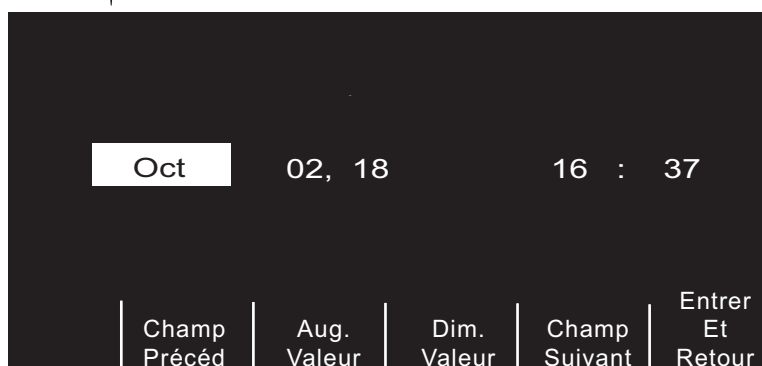 Oct 02, 18 16 : 37
Entrer
Champ Aug. Dim. Champ Et
Précéd Valeur Valeur Suivant Retour